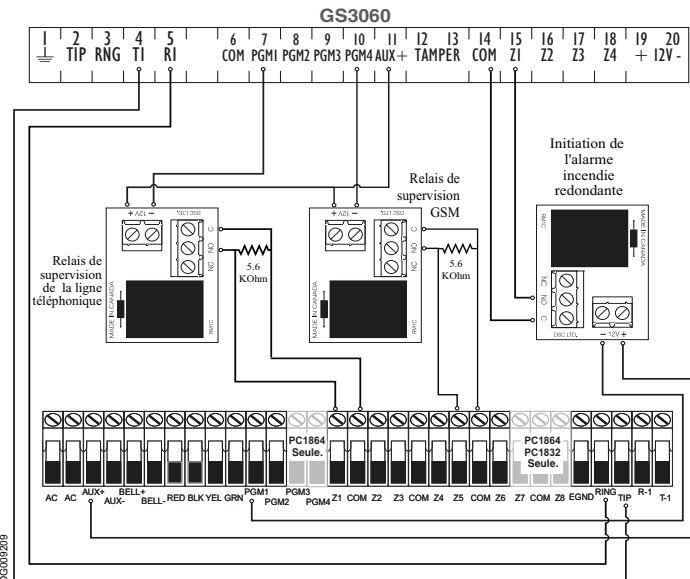 GS3060
1 2 3 4 5 6 7 8 9 10 11 12 13 14 15 16 17 18 19 20
TIP RNG T1 R1 COM PGM1 PGM2 PGM3 PGM4 AUX+ TAMPER COM Z1 Z2 Z3 Z4 + 12V -
Initiation de
l'alarme
incendie
redondante
Relais de
supervision
GSM
+ 12V −
DSC LTD.
C
NO
NC
MADE IN CANADA
RM1C
5.6
KOhm
Relais de
supervision
de la ligne
téléphonique
+ 12V −
DSC LTD.
C
NO
NC
MADE IN CANADA
RM1C
5.6
KOhm
RM1C
MADE IN CANADA
NC
NO
C
DSC LTD.
− 12V +
PC1864
Seule.
PC1864
PC1832
Seule.
AC AC AUX+ AUX- BELL+ BELL- RED BLK YEL GRN PGM1 PGM2 PGM3 PGM4 Z1 COM Z2 Z3 COM Z4 Z5 COM Z6 Z7 COM Z8 EGND RING TIP R-1 T-1